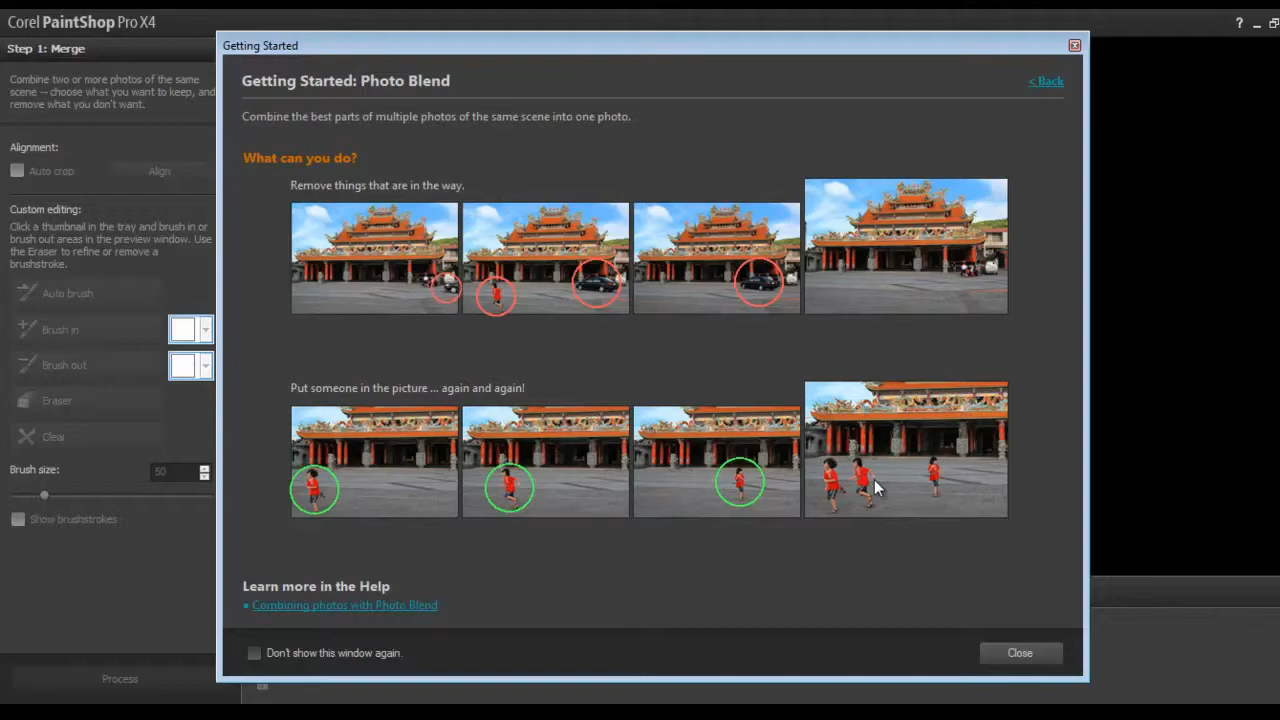 Corel PaintShop Pro X4
?
Step 1: Merge
Combine two or more photos of the same
scene -- choose what you want to keep, and
remove what you don't want.
Alignment:
Auto crop
Align
Custom editing:
Click a thumbnail in the tray and brush in or
brush out areas in the preview window. Use
the Eraser to refine or remove a
brushstroke.
Auto brush
Brush in
Brush out
Eraser
Clear
Brush size:
50
Show brushstrokes
Process
Getting Started
Getting Started: Photo Blend
< Back
Combine the best parts of multiple photos of the same scene into one photo.
What can you do?
Remove things that are in the way.
Put someone in the picture ... again and again!
Learn more in the Help
Combining photos with Photo Blend
Don't show this window again.
Close